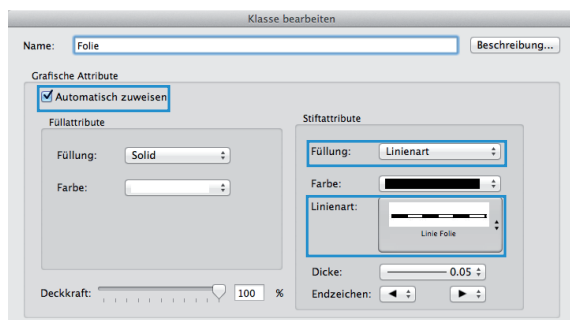 Klasse bearbeiten
Name: Folie Beschreibung...
Grafische Attribute
Automatisch zuweisen
Füllattribute
Füllung: Solid
Farbe:
Deckkraft: 100 %
Stiftattribute
Füllung: Linienart
Farbe:
Linienart:
Linie Folie
Dicke: 0.05
Endzeichen: